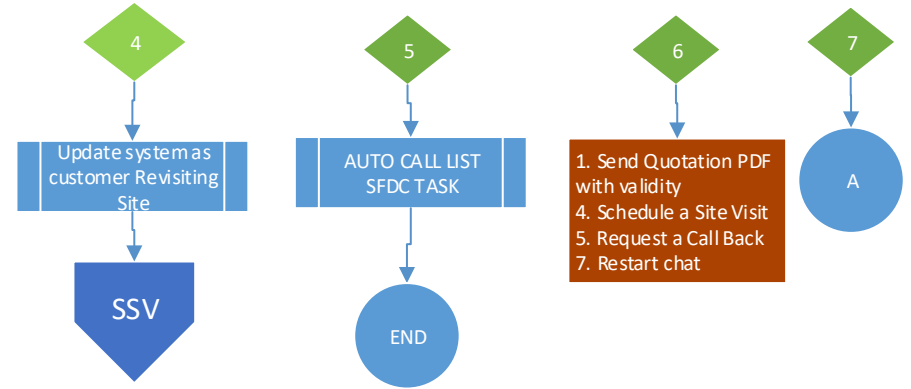 4
5
6
7
Update system as
customer Revisiting
Site
AUTO CALL LIST
SFDC TASK
1. Send Quotation PDF
with validity
4. Schedule a Site Visit
5. Request a Call Back
7. Restart chat
A
SSV
END